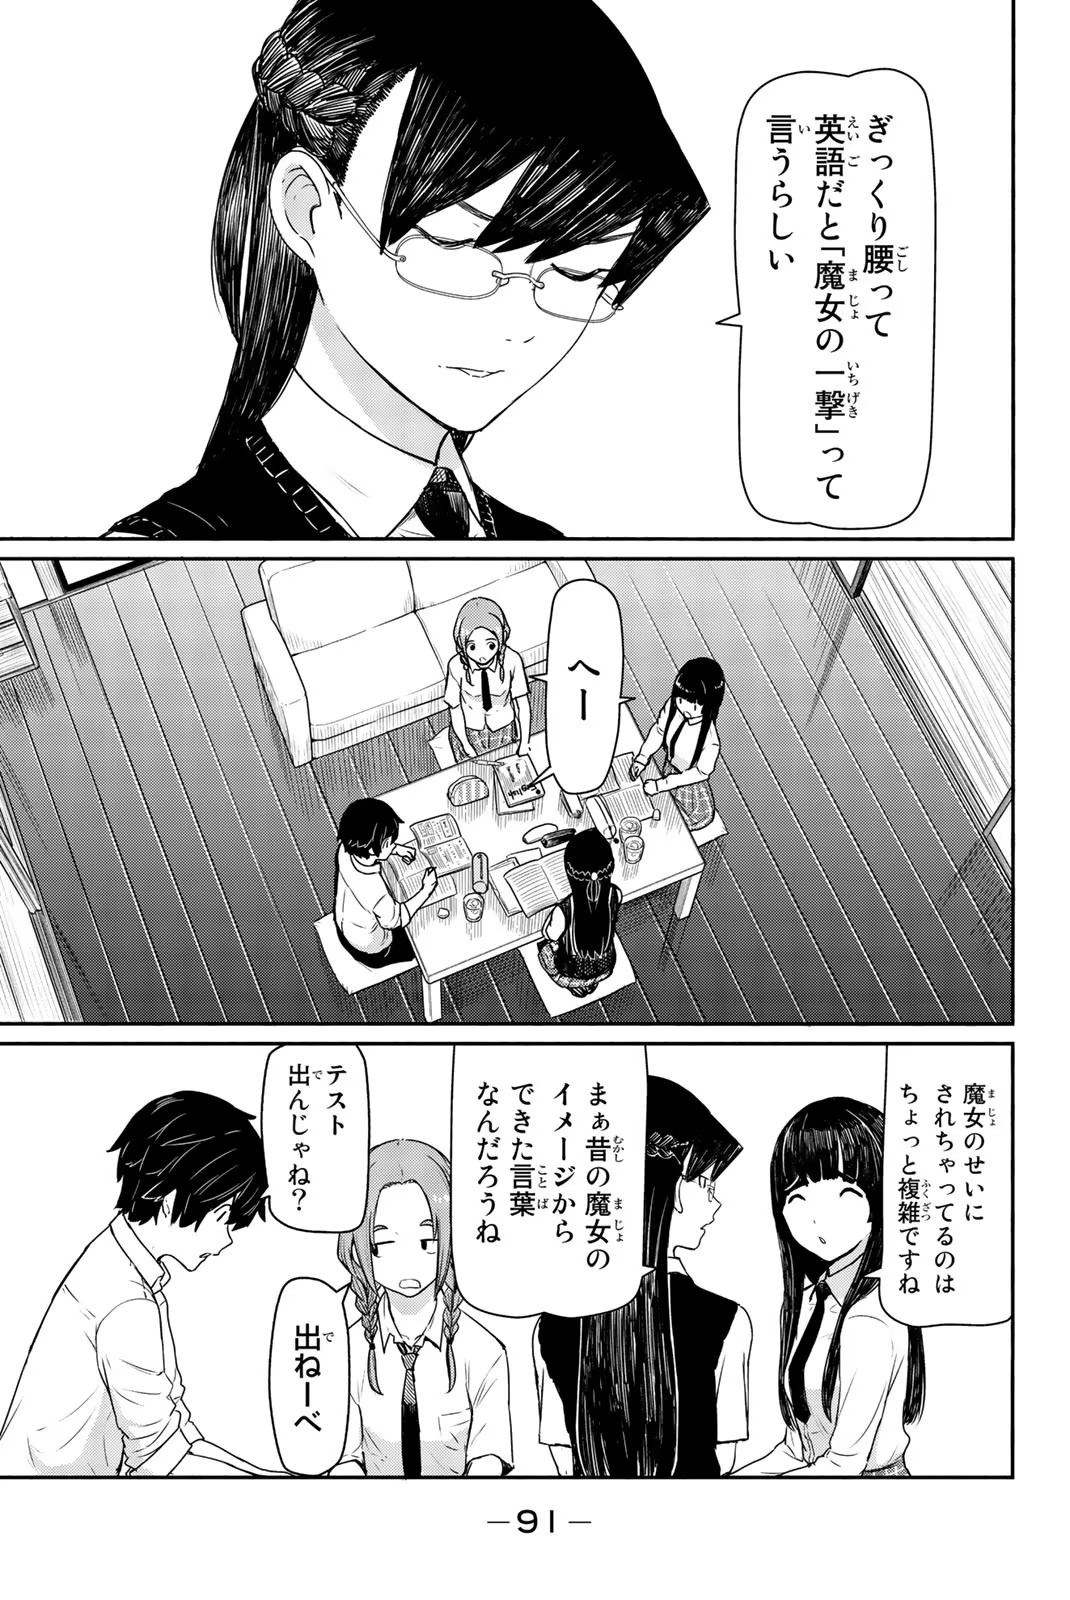 ぎっくり腰って
英語だと「魔女の一撃」って
言うらしい
へー
English
魔女のせいに
されちゃってるのは
ちょっと複雑ですね
まぁ昔の魔女の
イメージから
できた言葉
なんだろうね
テスト
出んじゃね？
出ねーべ
―91―